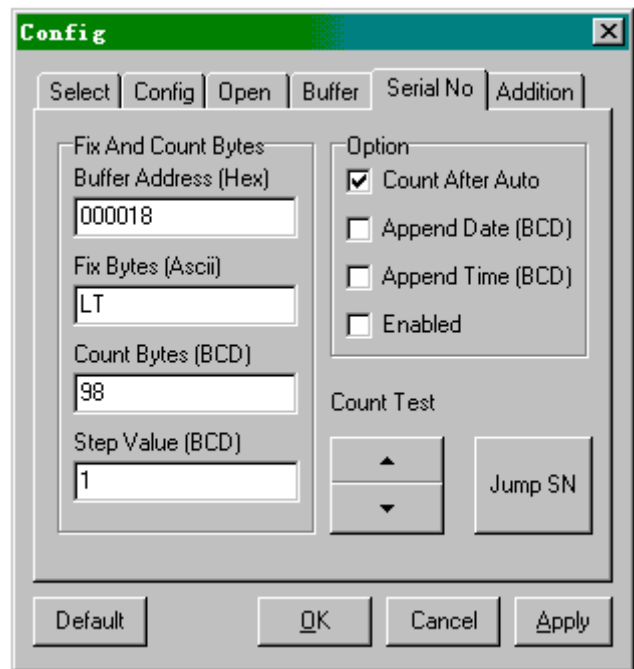 Config
Select Config Open Buffer Serial No Addition
Fix And Count Bytes
Buffer Address (Hex)
000018
Fix Bytes (Ascii)
LT
Count Bytes (BCD)
98
Step Value (BCD)
1
Option
Count After Auto
Append Date (BCD)
Append Time (BCD)
Enabled
Count Test
Jump SN
Default OK Cancel Apply